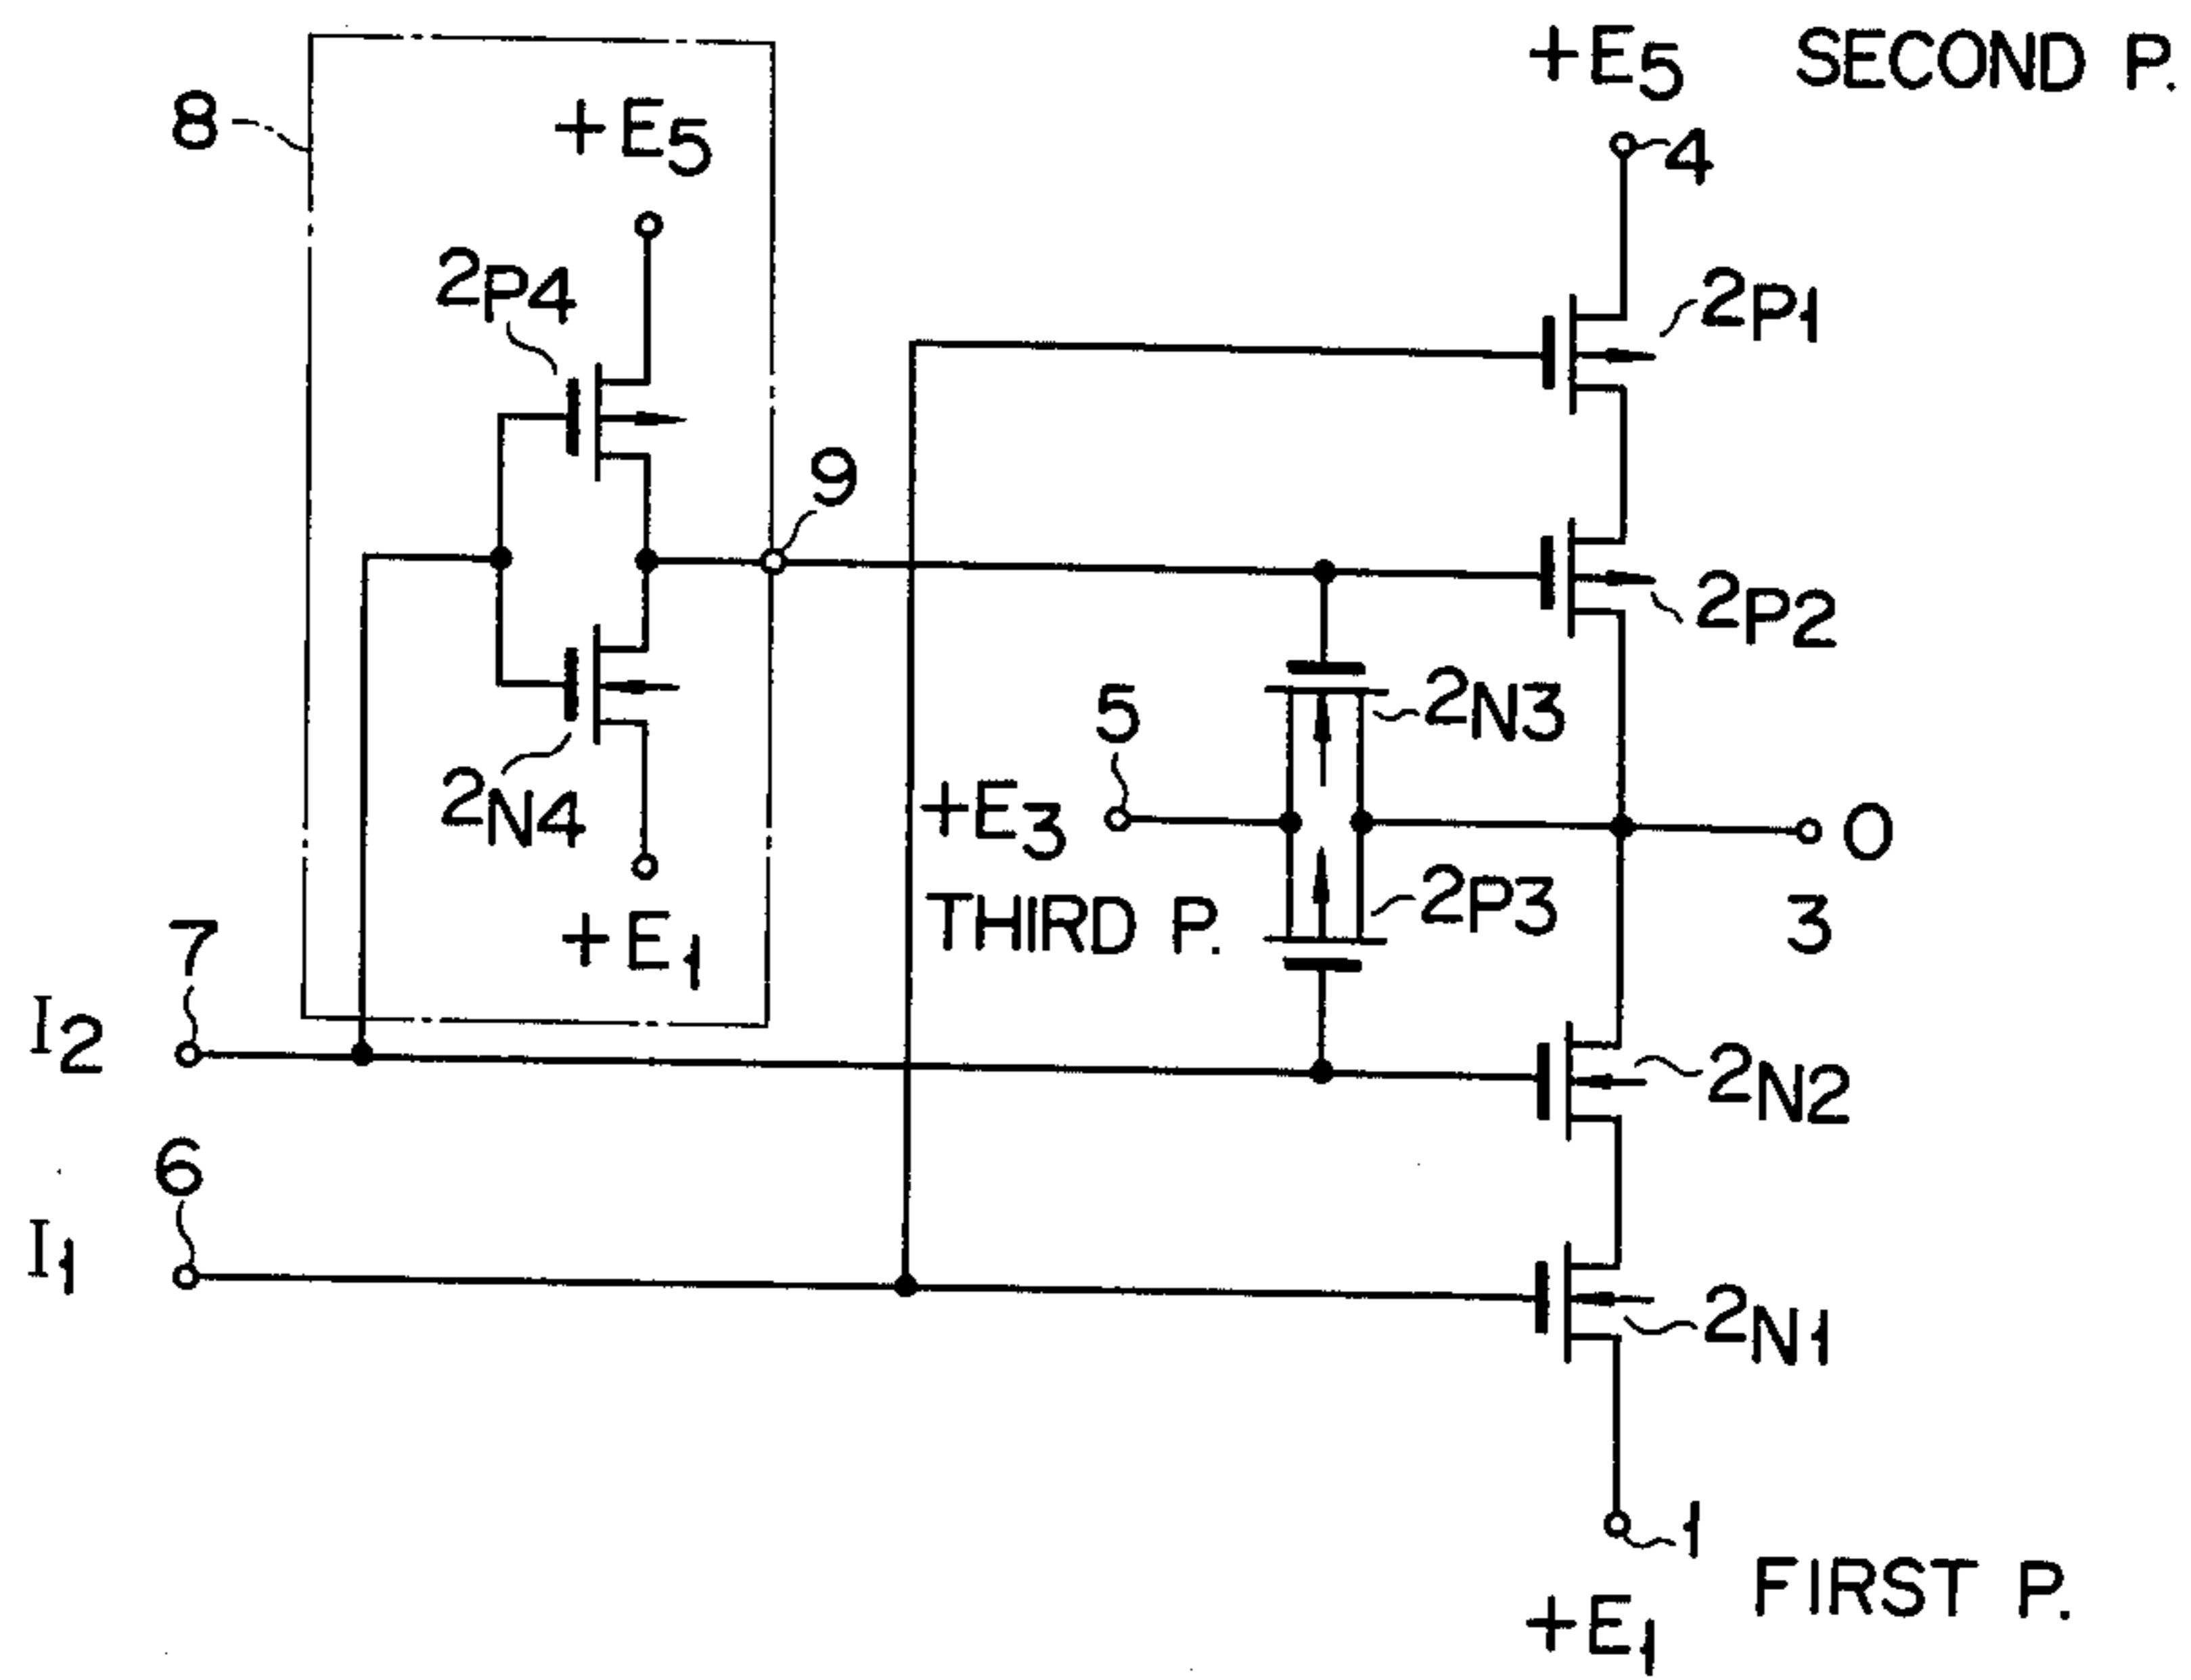 +E5 SECOND P.
8
+E5
4
2P4
2P1
9
2P2
5
2N3
+E3
O
2N4
THIRD P.
2P3
3
+E1
7
I2
2N2
6
I1
2N1
1
FIRST P.
+E1